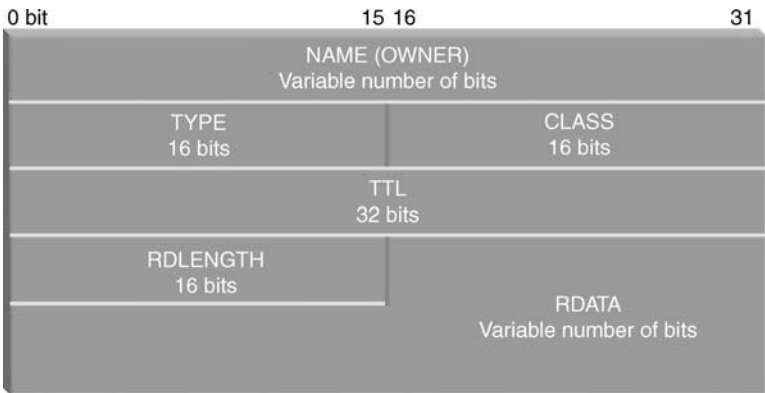 0 bit 15 16 31
NAME (OWNER)
Variable number of bits
TYPE
16 bits
CLASS
16 bits
TTL
32 bits
RDLENGTH
16 bits
RDATA
Variable number of bits